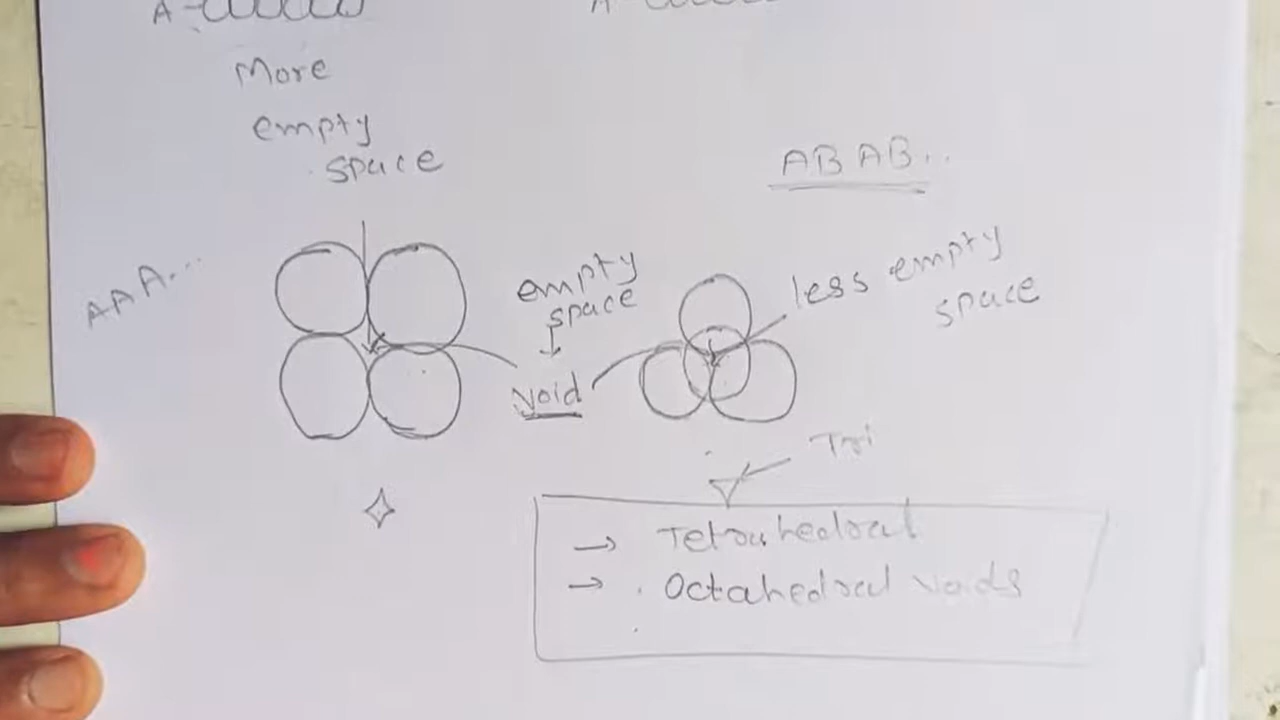 A-
A-
More
empty
space
ABAB..
AAA...
empty
space
void
less empty
space
Tri
→ Tetrahedral
→ Octahedral voids